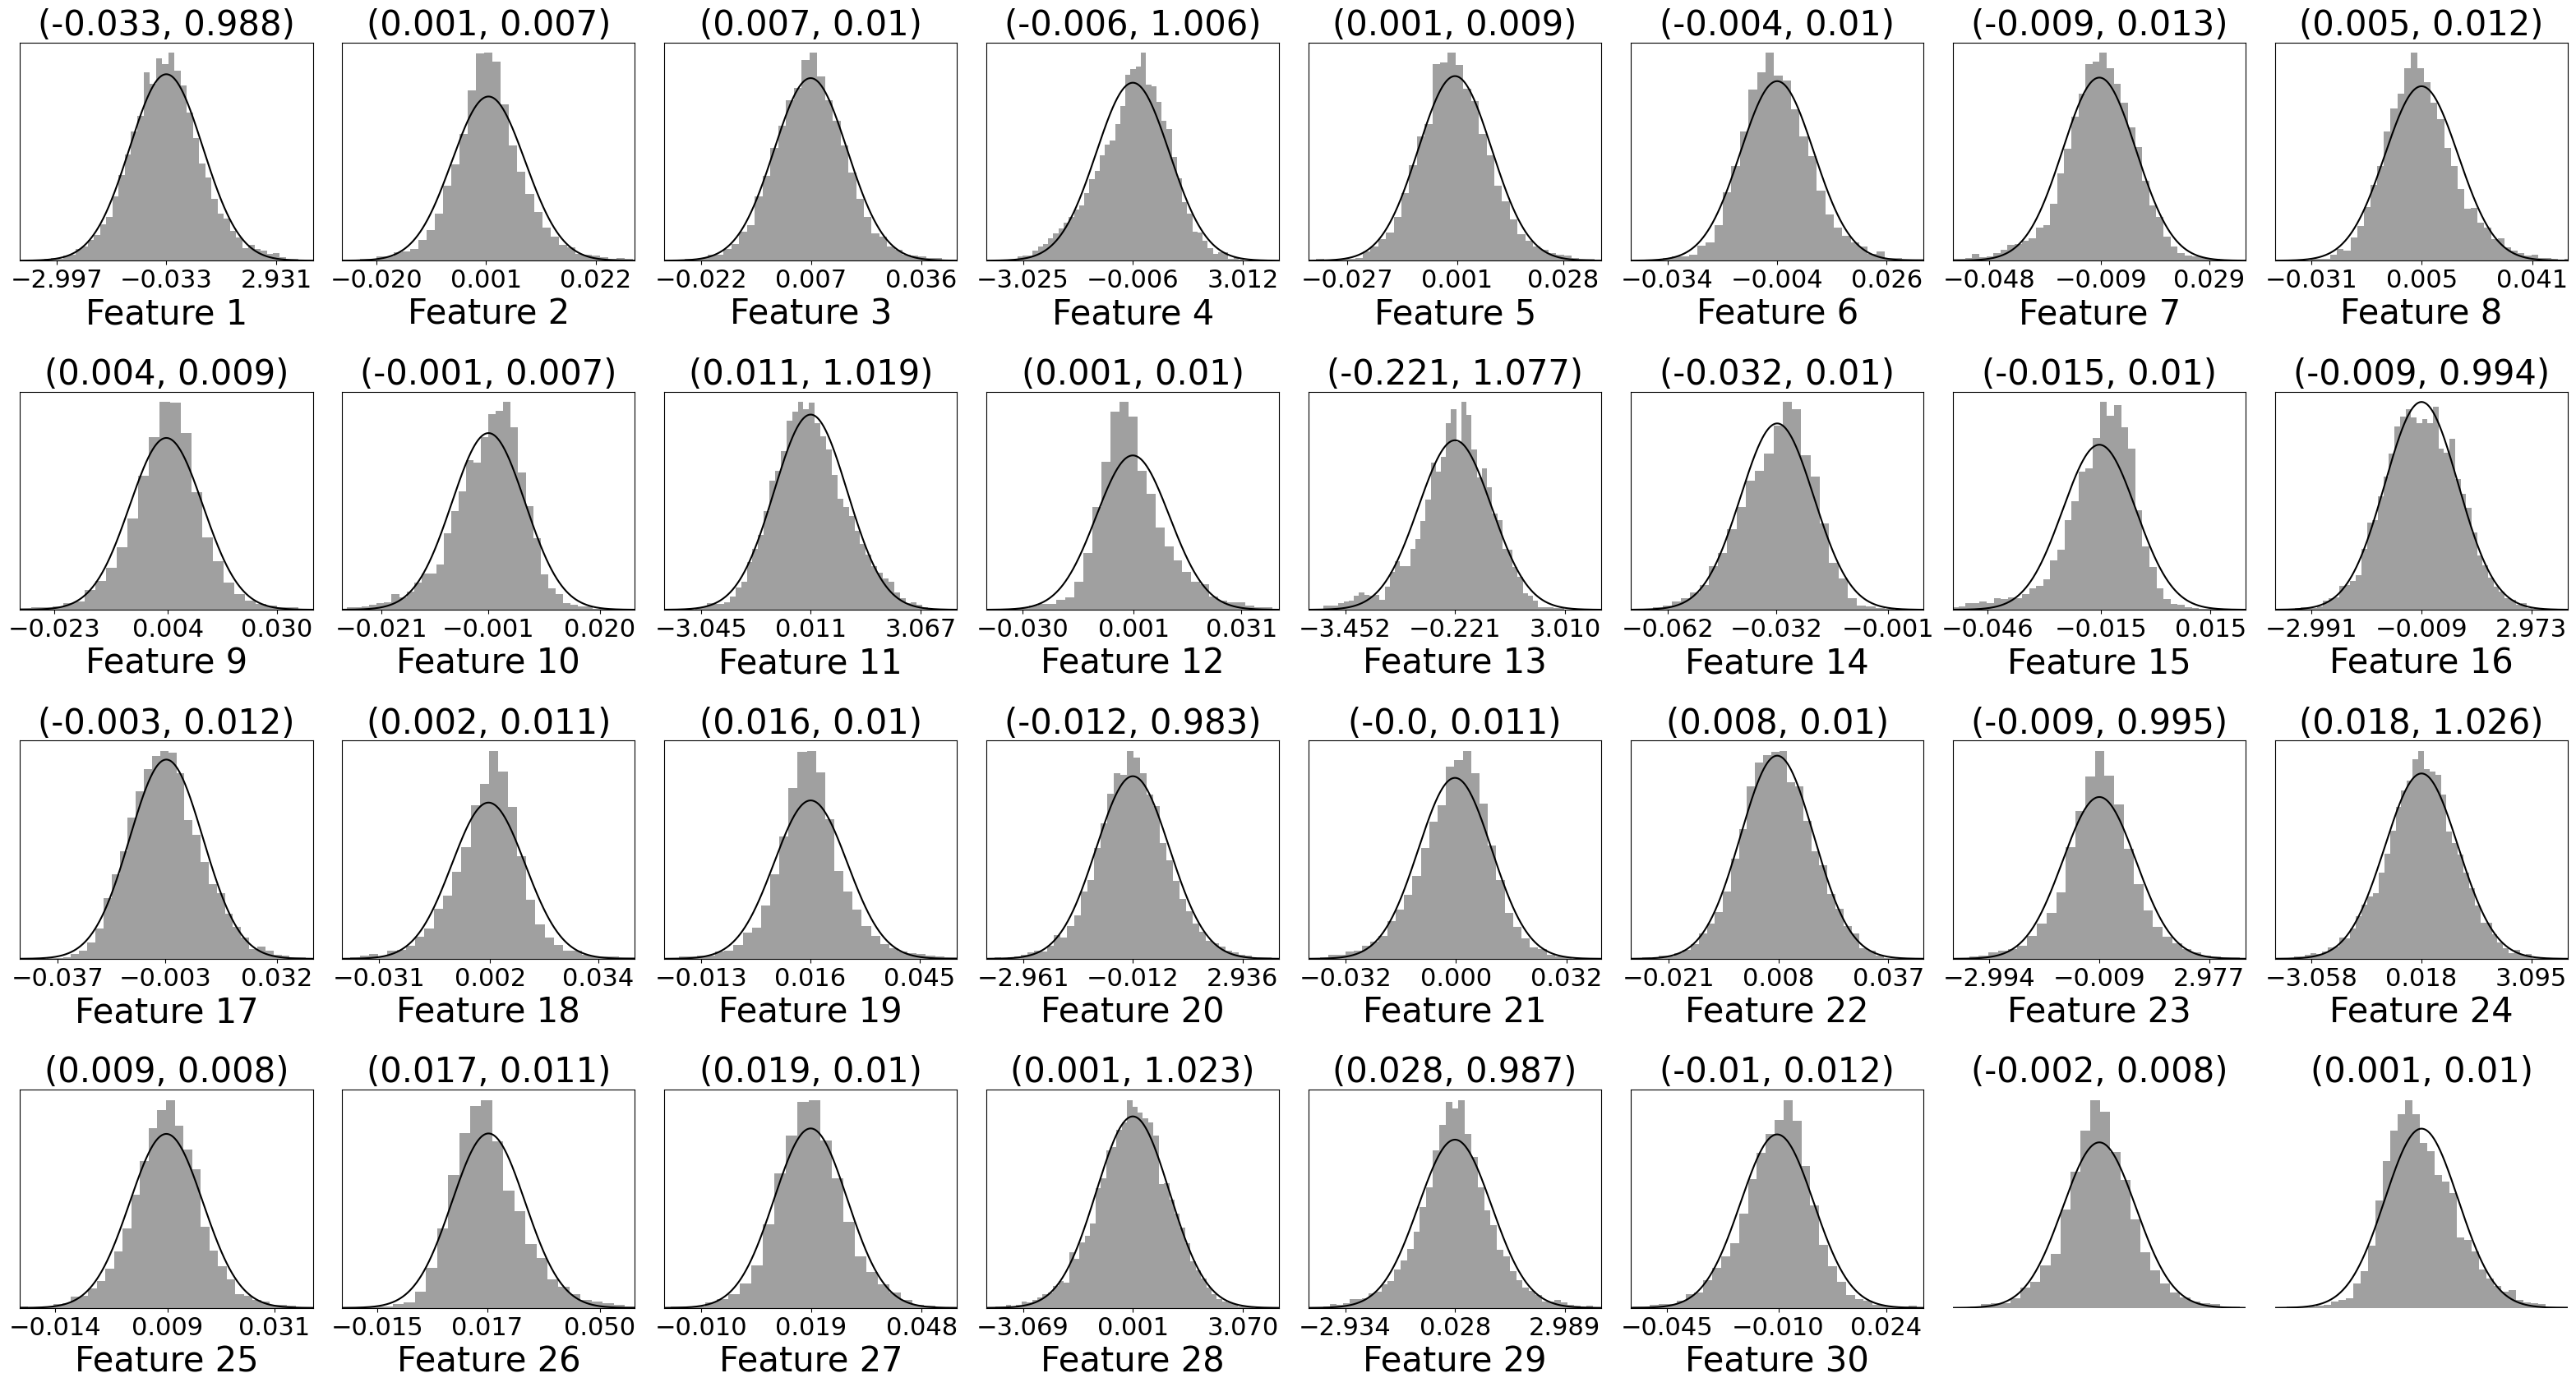 (-0.033, 0.988) (0.001, 0.007) (0.007, 0.01) (-0.006, 1.006) (0.001, 0.009) (-0.004, 0.01) (-0.009, 0.013) (0.005, 0.012)
−2.997 −0.033 2.931 −0.020 0.001 0.022 −0.022 0.007 0.036 −3.025 −0.006 3.012 −0.027 0.001 0.028 −0.034 −0.004 0.026 −0.048 −0.009 0.029 −0.031 0.005 0.041
Feature 1 Feature 2 Feature 3 Feature 4 Feature 5 Feature 6 Feature 7 Feature 8
(0.004, 0.009) (-0.001, 0.007) (0.011, 1.019) (0.001, 0.01) (-0.221, 1.077) (-0.032, 0.01) (-0.015, 0.01) (-0.009, 0.994)
−0.023 0.004 0.030 −0.021 −0.001 0.020 −3.045 0.011 3.067 −0.030 0.001 0.031 −3.452 −0.221 3.010 −0.062 −0.032 −0.001 −0.046 −0.015 0.015 −2.991 −0.009 2.973
Feature 9 Feature 10 Feature 11 Feature 12 Feature 13 Feature 14 Feature 15 Feature 16
(-0.003, 0.012) (0.002, 0.011) (0.016, 0.01) (-0.012, 0.983) (-0.0, 0.011) (0.008, 0.01) (-0.009, 0.995) (0.018, 1.026)
−0.037 −0.003 0.032 −0.031 0.002 0.034 −0.013 0.016 0.045 −2.961 −0.012 2.936 −0.032 0.000 0.032 −0.021 0.008 0.037 −2.994 −0.009 2.977 −3.058 0.018 3.095
Feature 17 Feature 18 Feature 19 Feature 20 Feature 21 Feature 22 Feature 23 Feature 24
(0.009, 0.008) (0.017, 0.011) (0.019, 0.01) (0.001, 1.023) (0.028, 0.987) (-0.01, 0.012) (-0.002, 0.008) (0.001, 0.01)
−0.014 0.009 0.031 −0.015 0.017 0.050 −0.010 0.019 0.048 −3.069 0.001 3.070 −2.934 0.028 2.989 −0.045 −0.010 0.024
Feature 25 Feature 26 Feature 27 Feature 28 Feature 29 Feature 30